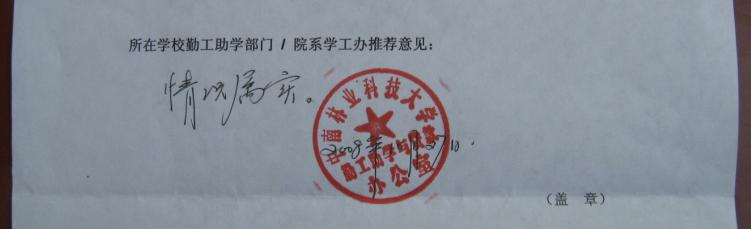 所在学校勤工助学部门 / 院系学工办推荐意见：
情况属实。
中南林业科技大学
勤工助学
办公室
（盖 章）